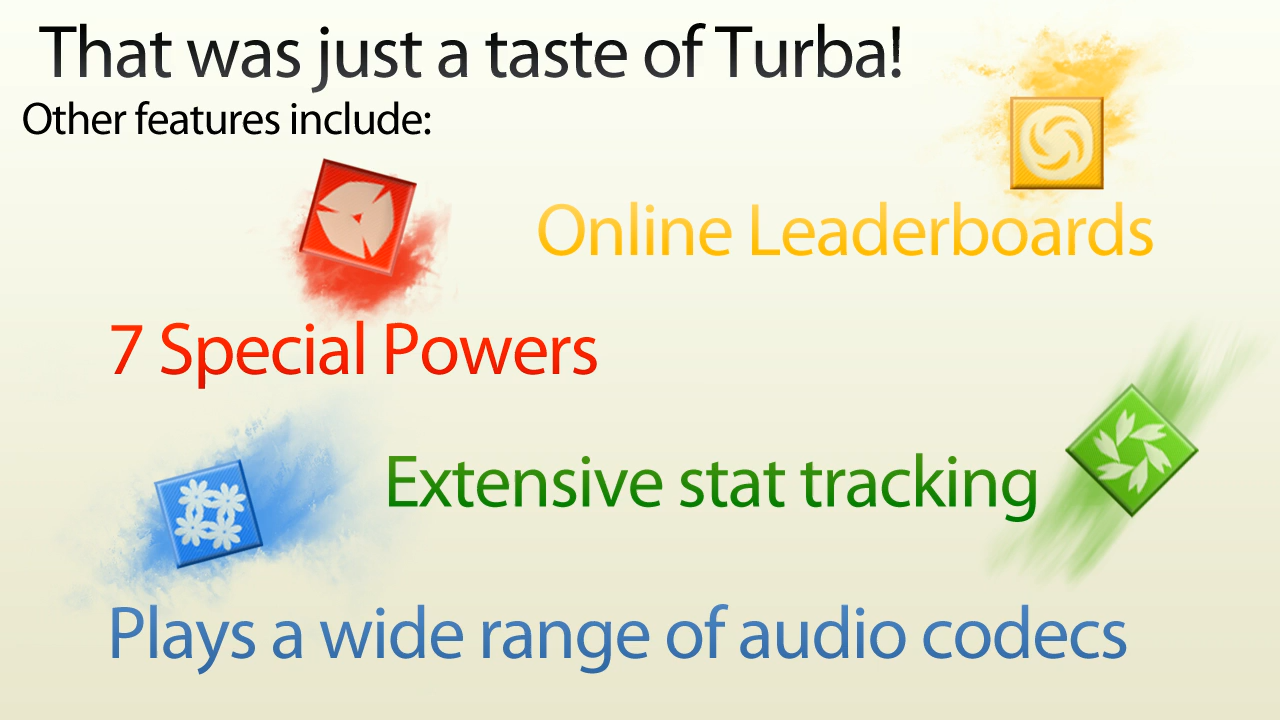 That was just a taste of Turba!
Other features include:
Online Leaderboards
7 Special Powers
Extensive stat tracking
Plays a wide range of audio codecs